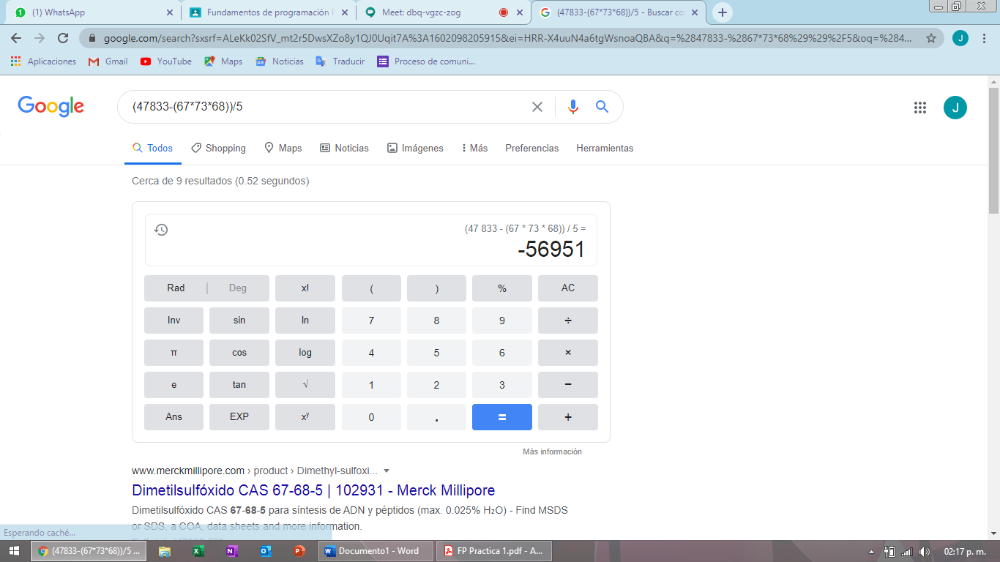 (1) WhatsApp
Fundamentos de programación
Meet: dbq-vgzc-zog
(47833-(67*73*68))/5 - Buscar co
google.com/search?sxsrf=ALeKk02SfV_mt2r5DwsXZo8y1QJ0Uqit7A%3A1602098205915&ei=HRR-X4uuN4a6tgWsnoaQBA&q=%2847833-%2867*73*68%29%29%2F5&oq=%284...
J
Aplicaciones
Gmail
YouTube
Maps
Noticias
Traducir
Proceso de comuni...
Google
(47833-(67*73*68))/5
J
Todos
Shopping
Maps
Noticias
Imágenes
Más
Preferencias
Herramientas
Cerca de 9 resultados (0.52 segundos)
(47 833 - (67 * 73 * 68)) / 5 =
-56951
Rad | Deg x! ( ) % AC
Inv sin ln 7 8 9 ÷
π cos log 4 5 6 ×
e tan √ 1 2 3 −
Ans EXP xʸ 0 . = +
Más información
www.merckmillipore.com › product › Dimethyl-sulfoxi...
Dimetilsulfóxido CAS 67-68-5 | 102931 - Merck Millipore
Dimetilsulfóxido CAS 67-68-5 para síntesis de ADN y péptidos (max. 0.025% H₂O) - Find MSDS
or SDS, a COA, data sheets and more information.
Esperando caché...
(47833-(67*73*68))/5 ...
Documento1 - Word
FP Practica 1.pdf - A...
02:17 p. m.